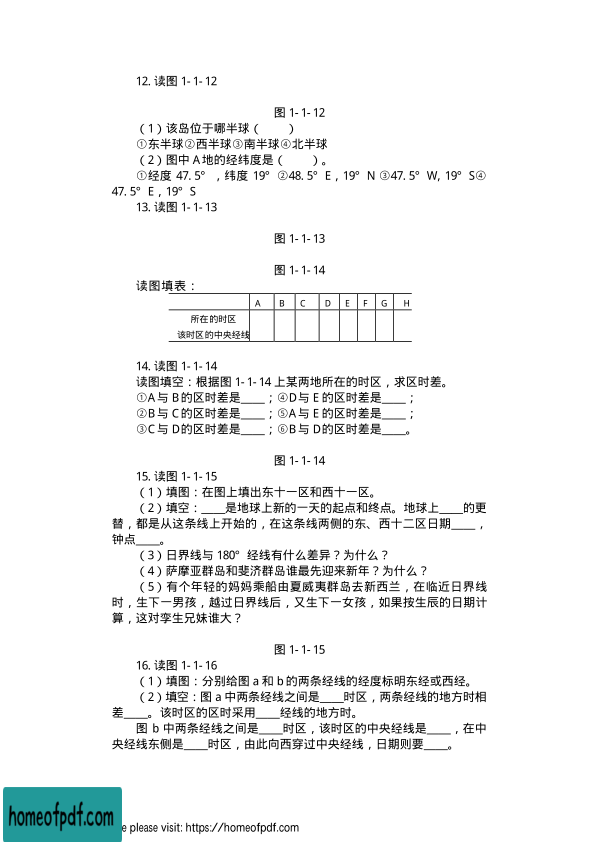 12. 读图 1-1-12
图 1-1-12
（1）该岛位于哪半球（　　）
①东半球②西半球③南半球④北半球
（2）图中 A 地的经纬度是（　　）。
①经度 47.5°，纬度 19° ②48.5° E，19° N ③47.5° W, 19° S④
47.5° E，19° S
13. 读图 1-1-13
图 1-1-13
图 1-1-14
读图填表：
A B C D E F G H
所在的时区
该时区的中央经线
14. 读图 1-1-14
读图填空：根据图 1-1-14 上某两地所在的时区，求区时差。
①A 与 B 的区时差是____；④D 与 E 的区时差是____；
②B 与 C 的区时差是____；⑤A 与 E 的区时差是____；
③C 与 D 的区时差是____；⑥B 与 D 的区时差是____。
图 1-1-14
15. 读图 1-1-15
（1）填图：在图上填出东十一区和西十一区。
（2）填空：____是地球上新的一天的起点和终点。地球上____的更
替，都是从这条线上开始的，在这条线两侧的东、西十二区日期____，
钟点____。
（3）日界线与 180° 经线有什么差异？为什么？
（4）萨摩亚群岛和斐济群岛谁最先迎来新年？为什么？
（5）有个年轻的妈妈乘船由夏威夷群岛去新西兰，在临近日界线
时，生下一男孩，越过日界线后，又生下一女孩，如果按生辰的日期计
算，这对孪生兄妹谁大？
图 1-1-15
16. 读图 1-1-16
（1）填图：分别给图 a 和 b 的两条经线的经度标明东经或西经。
（2）填空：图 a 中两条经线之间是____时区，两条经线的地方时相
差____。该时区的区时采用____经线的地方时。
图 b 中两条经线之间是____时区，该时区的中央经线是____，在中
央经线东侧是____时区，由此向西穿过中央经线，日期则要____。
homeofpdf.com
please visit: https://homeofpdf.com